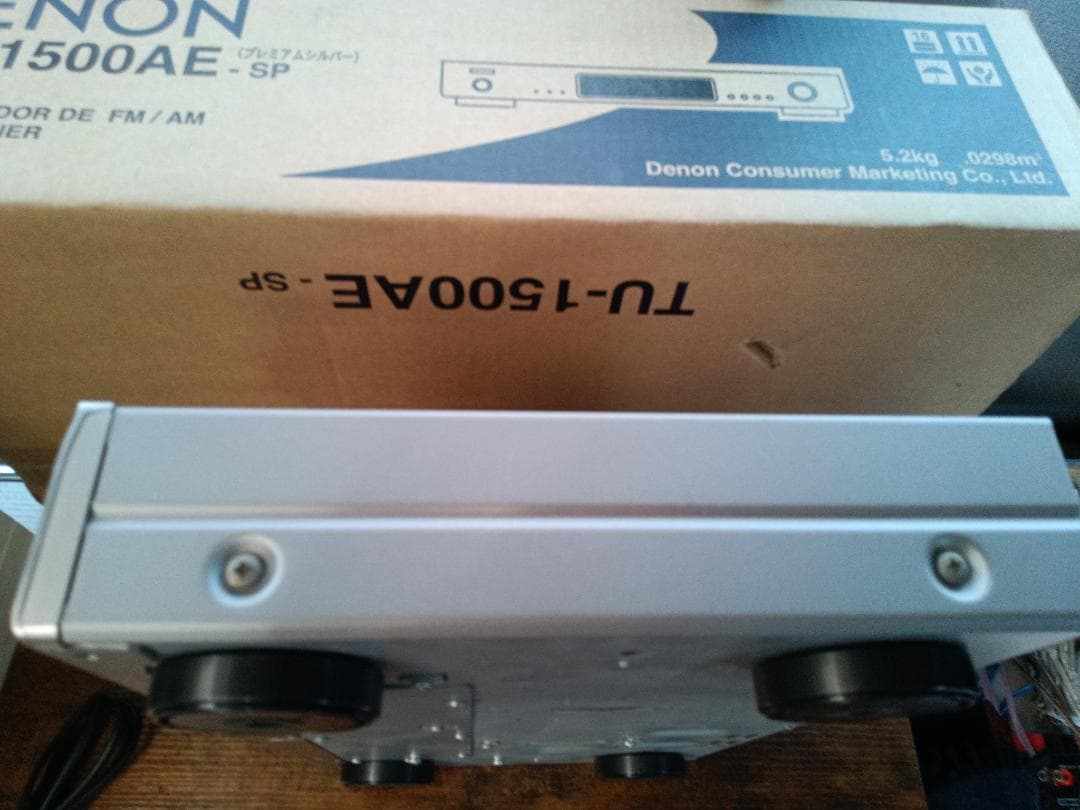 ENON
1500AE - SP
(プレミアムシルバー)
DOR DE FM / AM
5.2kg .0298m³
Denon Consumer Marketing Co., Ltd.
TU-1500AE - SP